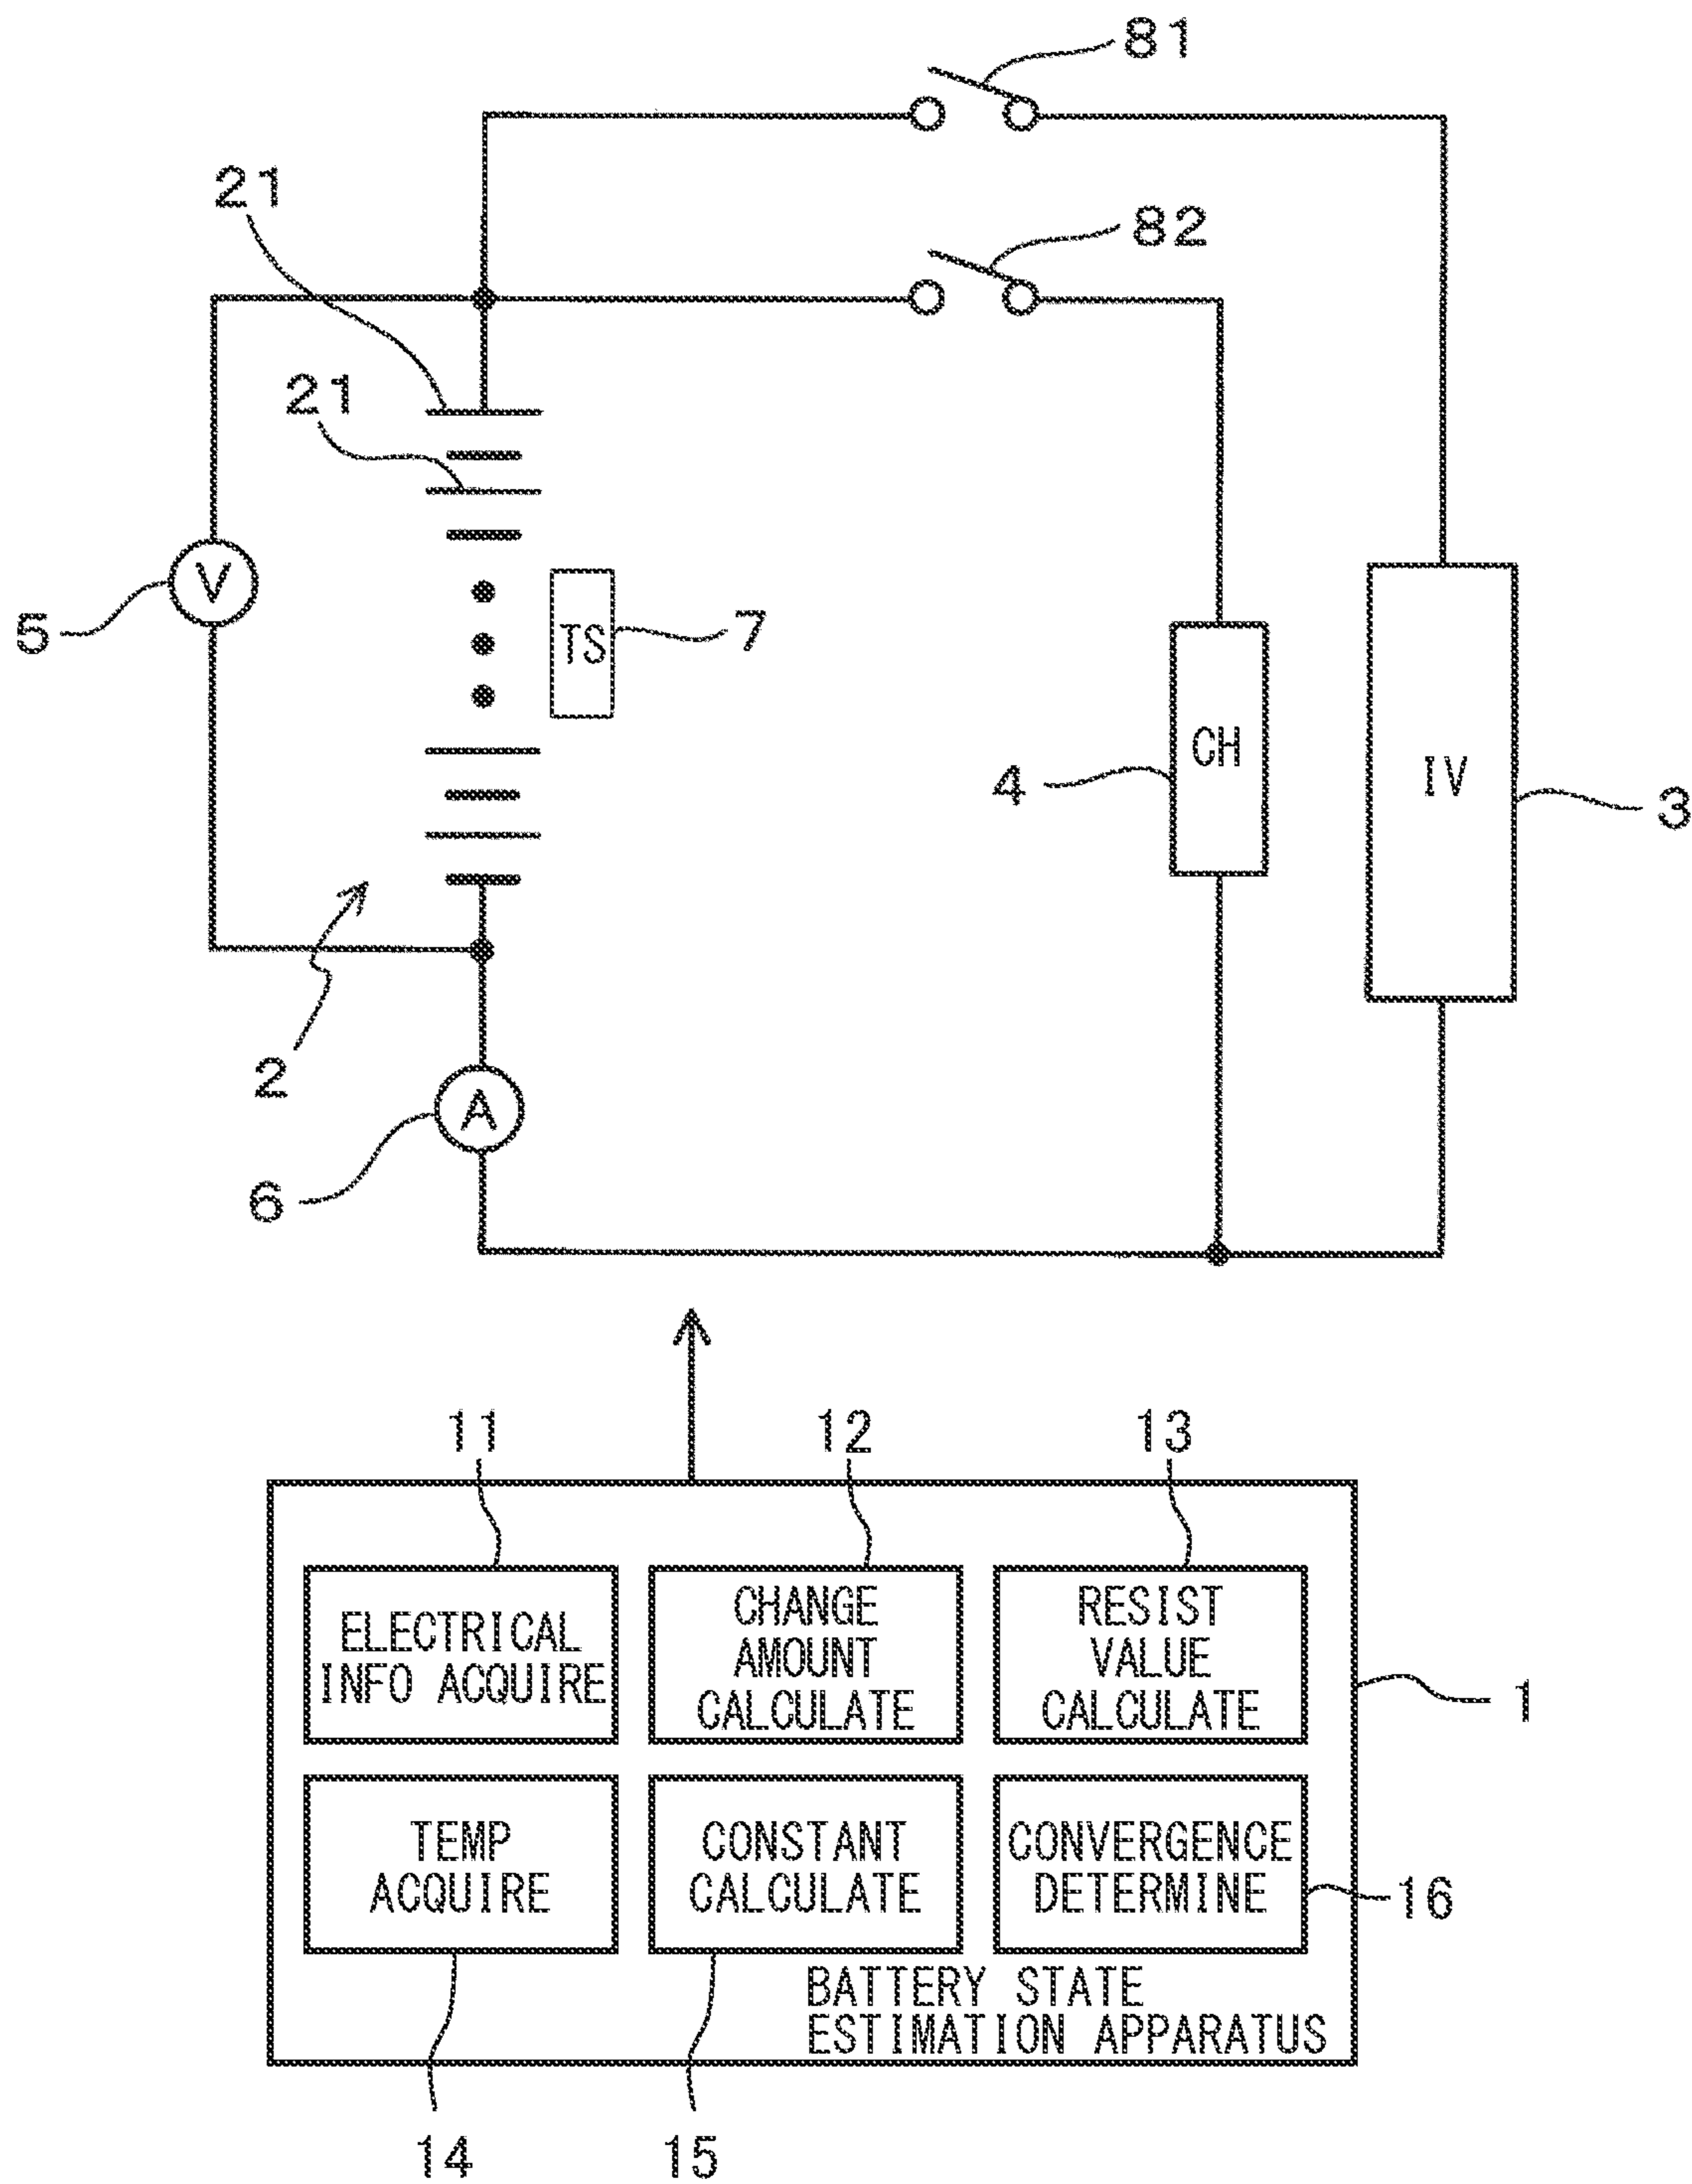 81
21
82
21
V
5
TS
7
CH
4
IV
3
2
A
6
11
12
13
ELECTRICAL
INFO ACQUIRE
CHANGE
AMOUNT
CALCULATE
RESIST
VALUE
CALCULATE
1
TEMP
ACQUIRE
CONSTANT
CALCULATE
CONVERGENCE
DETERMINE
16
BATTERY STATE
ESTIMATION APPARATUS
14
15